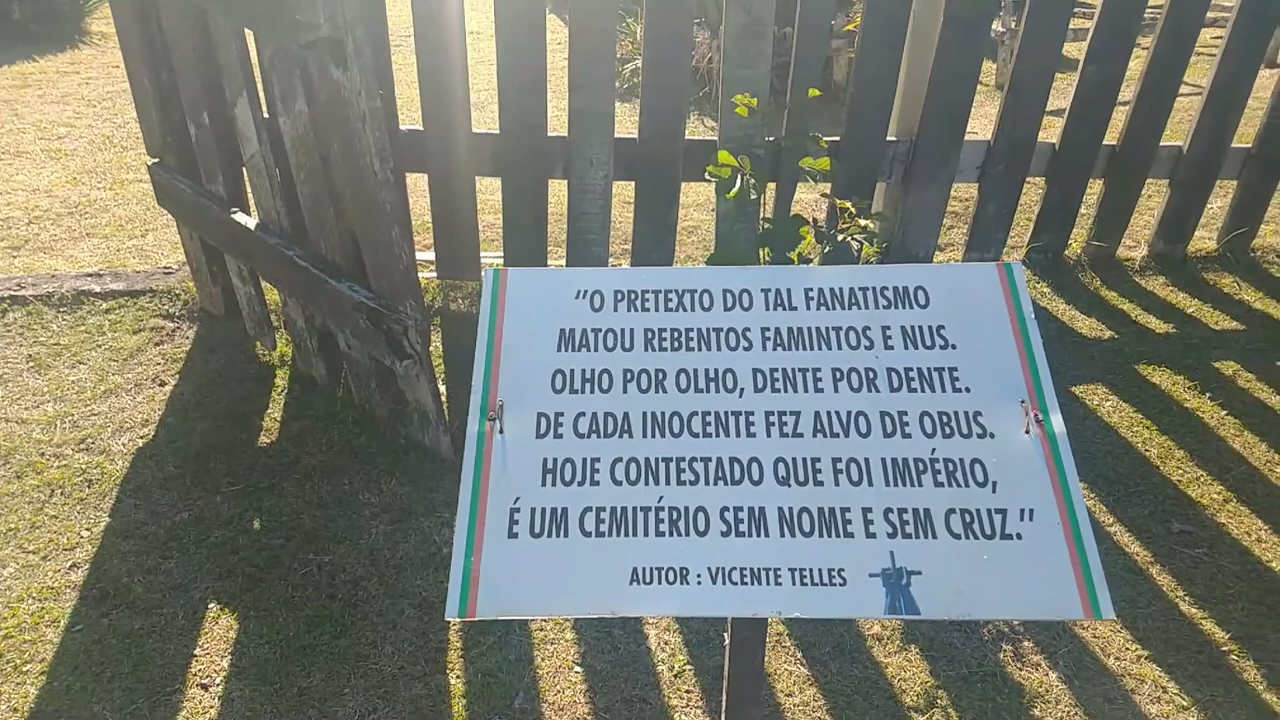 "O PRETEXTO DO TAL FANATISMO
MATOU REBENTOS FAMINTOS E NUS.
OLHO POR OLHO, DENTE POR DENTE.
DE CADA INOCENTE FEZ ALVO DE OBUS.
HOJE CONTESTADO QUE FOI IMPÉRIO,
É UM CEMITÉRIO SEM NOME E SEM CRUZ."
AUTOR : VICENTE TELLES